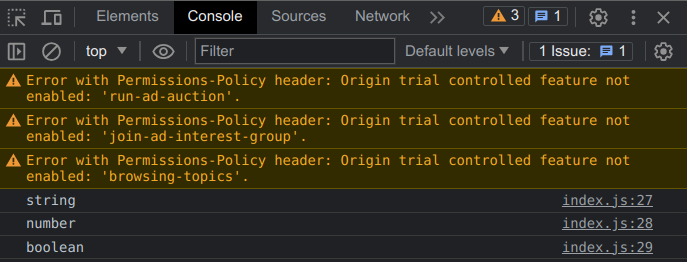 Elements Console Sources Network 3 1
top Filter Default levels 1 Issue: 1
Error with Permissions-Policy header: Origin trial controlled feature not
enabled: 'run-ad-auction'.
Error with Permissions-Policy header: Origin trial controlled feature not
enabled: 'join-ad-interest-group'.
Error with Permissions-Policy header: Origin trial controlled feature not
enabled: 'browsing-topics'.
string index.js:27
number index.js:28
boolean index.js:29